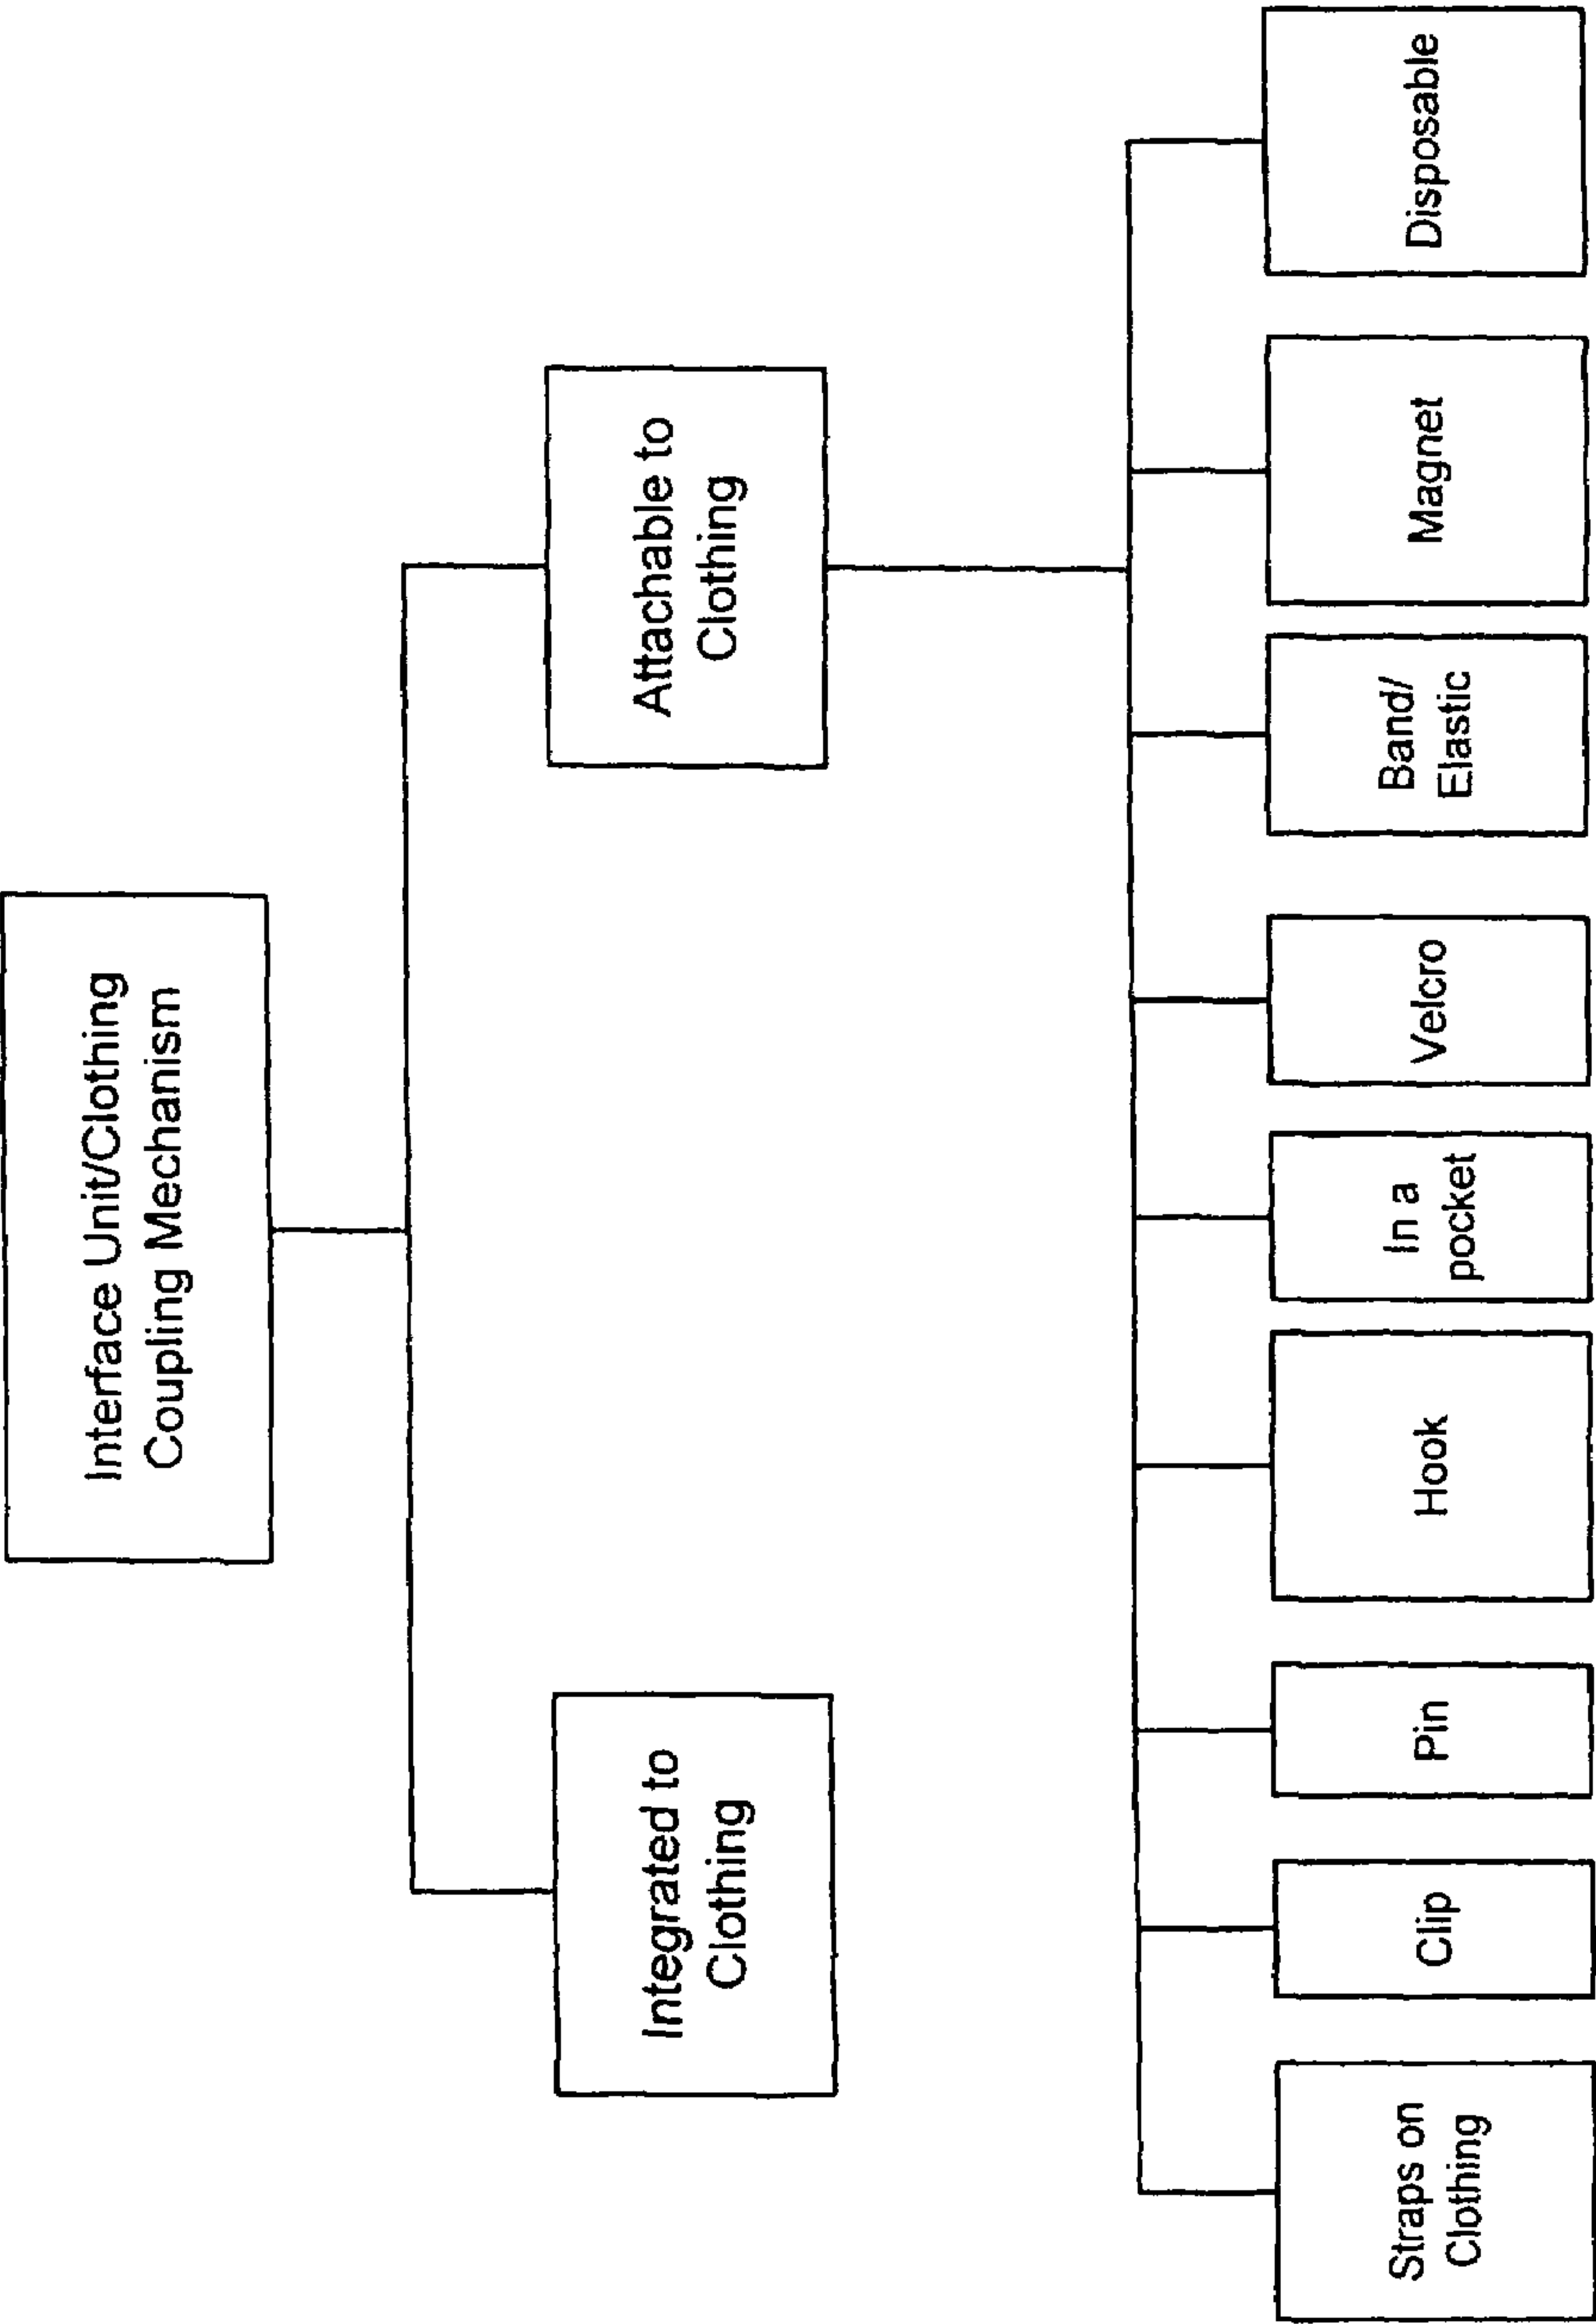 Interface Unit/Clothing
Coupling Mechanism
Integrated to
Clothing
Attachable to
Clothing
Straps on
Clothing
Clip
Pin
Hook
In a
pocket
Velcro
Band/
Elastic
Magnet
Disposable